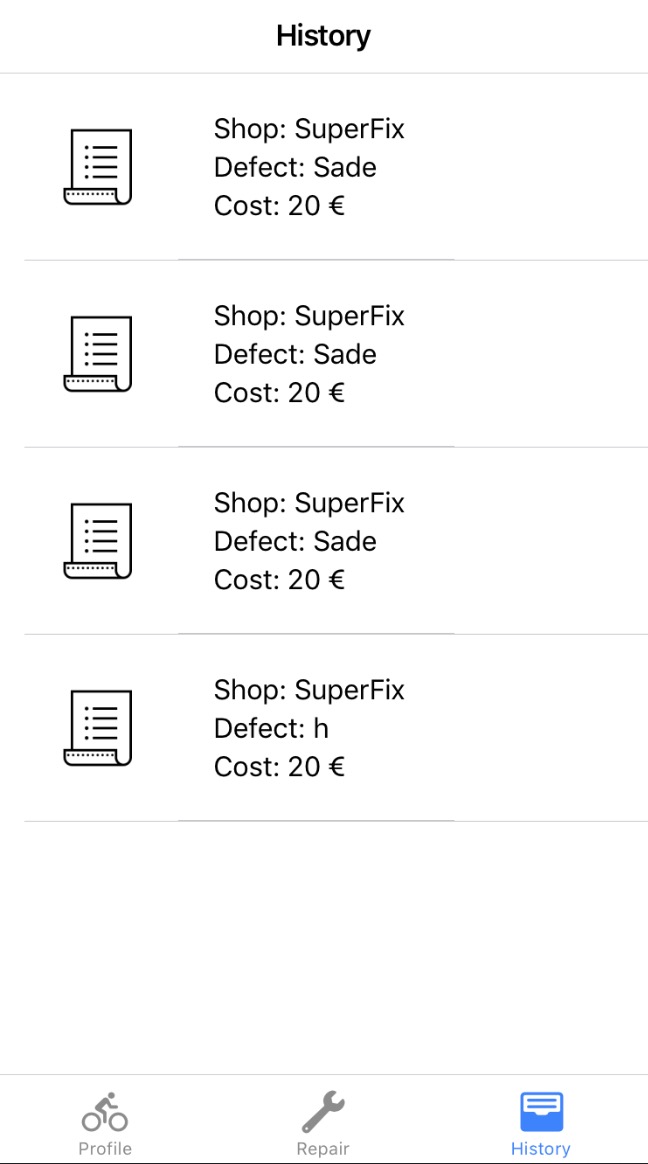 History
Shop: SuperFix
Defect: Sade
Cost: 20 €
Shop: SuperFix
Defect: Sade
Cost: 20 €
Shop: SuperFix
Defect: Sade
Cost: 20 €
Shop: SuperFix
Defect: h
Cost: 20 €
Profile
Repair
History